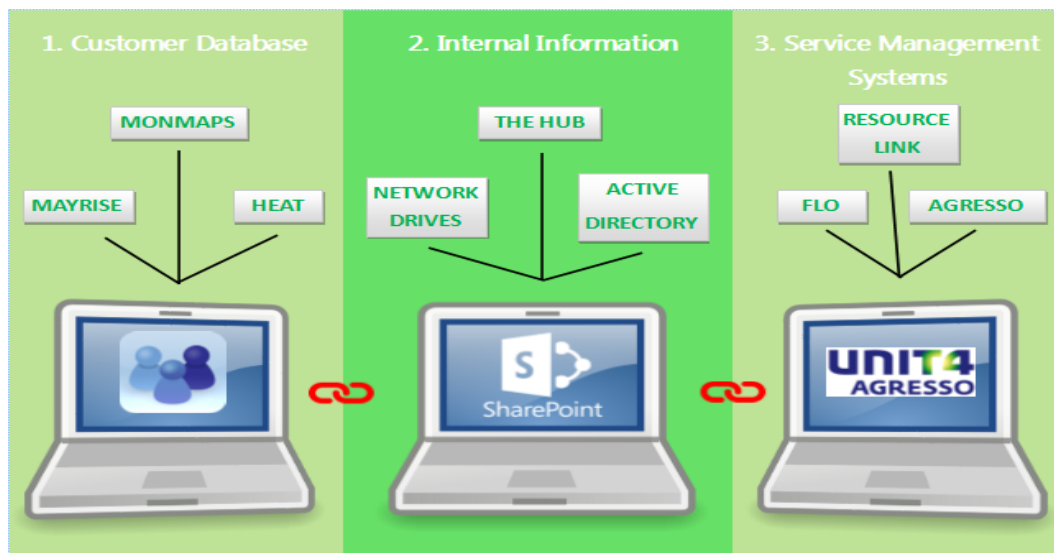 1. Customer Database
MONMAPS
MAYRISE
HEAT
2. Internal Information
THE HUB
NETWORK
DRIVES
ACTIVE
DIRECTORY
S
SharePoint
3. Service Management
Systems
RESOURCE
LINK
FLO
AGRESSO
UNIT4
AGRESSO